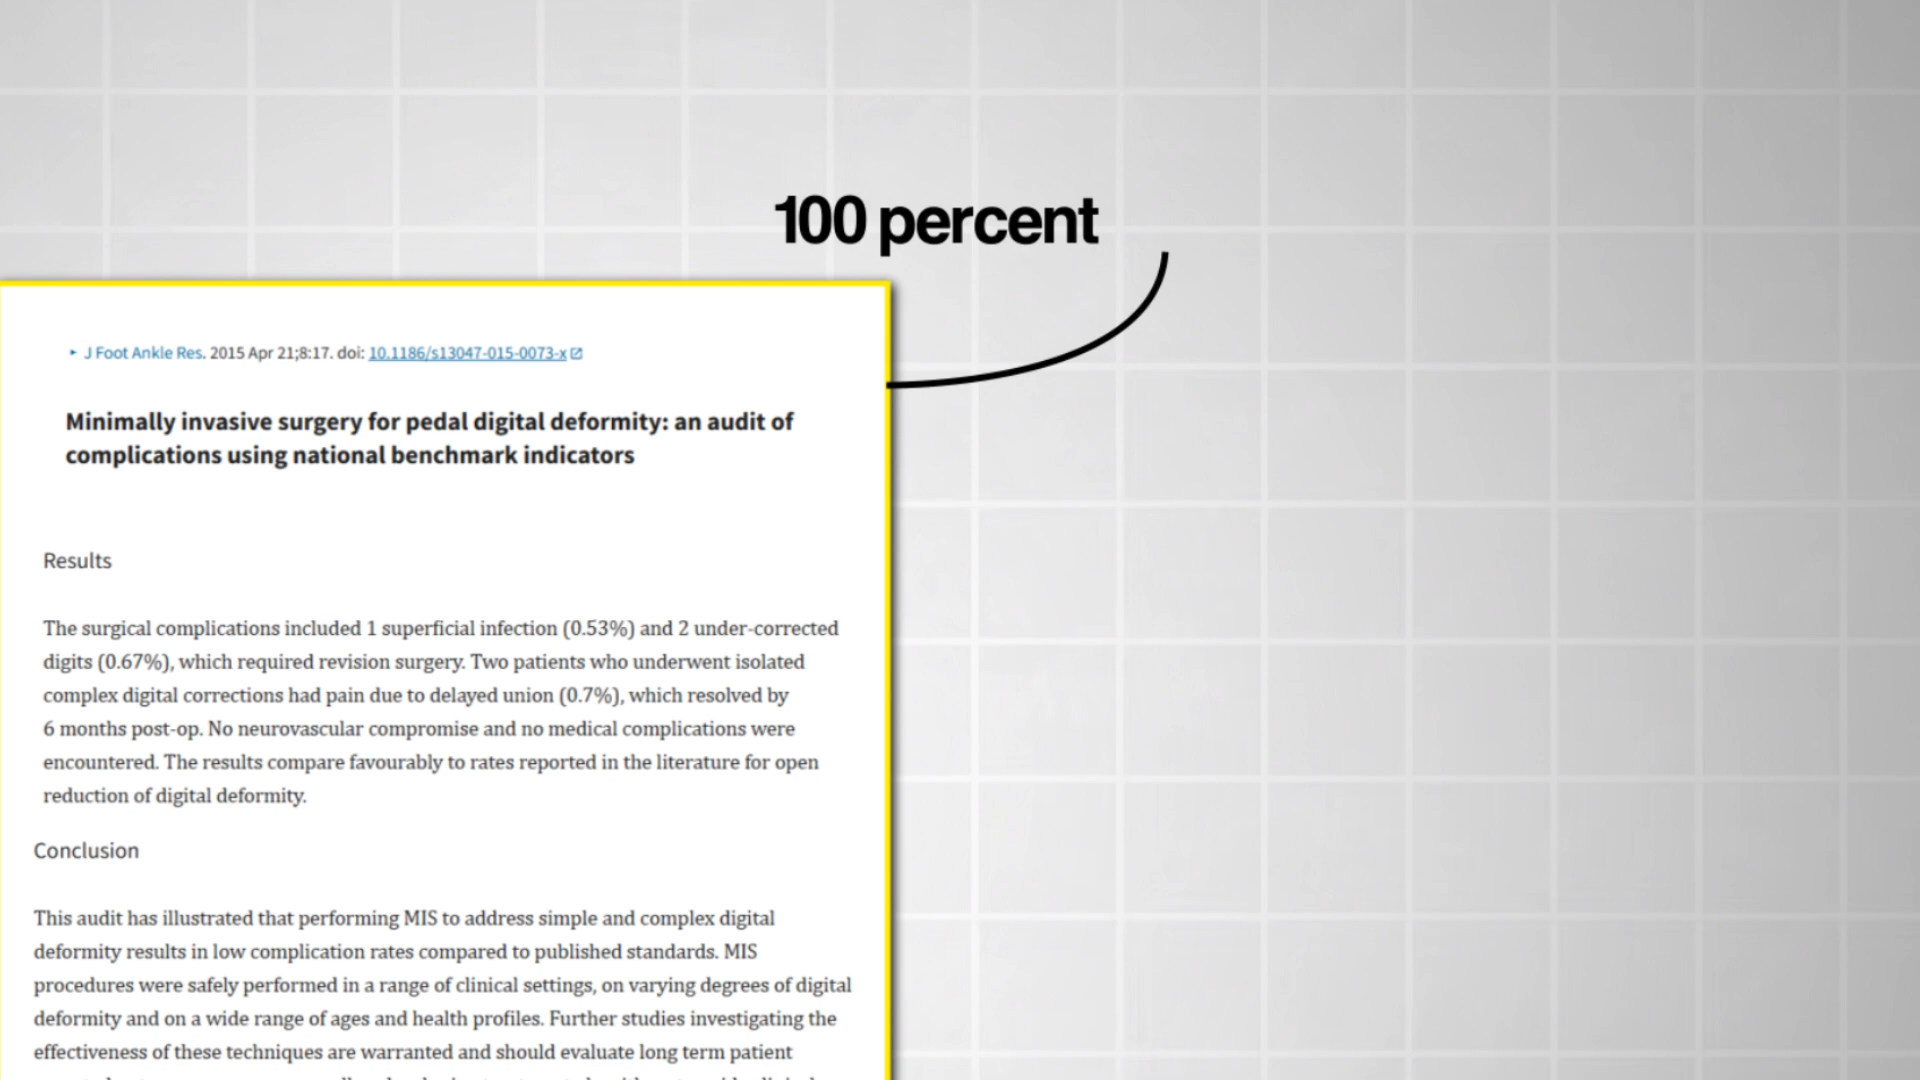 100 percent
‣ J Foot Ankle Res. 2015 Apr 21;8:17. doi: 10.1186/s13047-015-0073-x
Minimally invasive surgery for pedal digital deformity: an audit of
complications using national benchmark indicators
Results
The surgical complications included 1 superficial infection (0.53%) and 2 under-corrected
digits (0.67%), which required revision surgery. Two patients who underwent isolated
complex digital corrections had pain due to delayed union (0.7%), which resolved by
6 months post-op. No neurovascular compromise and no medical complications were
encountered. The results compare favourably to rates reported in the literature for open
reduction of digital deformity.
Conclusion
This audit has illustrated that performing MIS to address simple and complex digital
deformity results in low complication rates compared to published standards. MIS
procedures were safely performed in a range of clinical settings, on varying degrees of digital
deformity and on a wide range of ages and health profiles. Further studies investigating the
effectiveness of these techniques are warranted and should evaluate long term patient